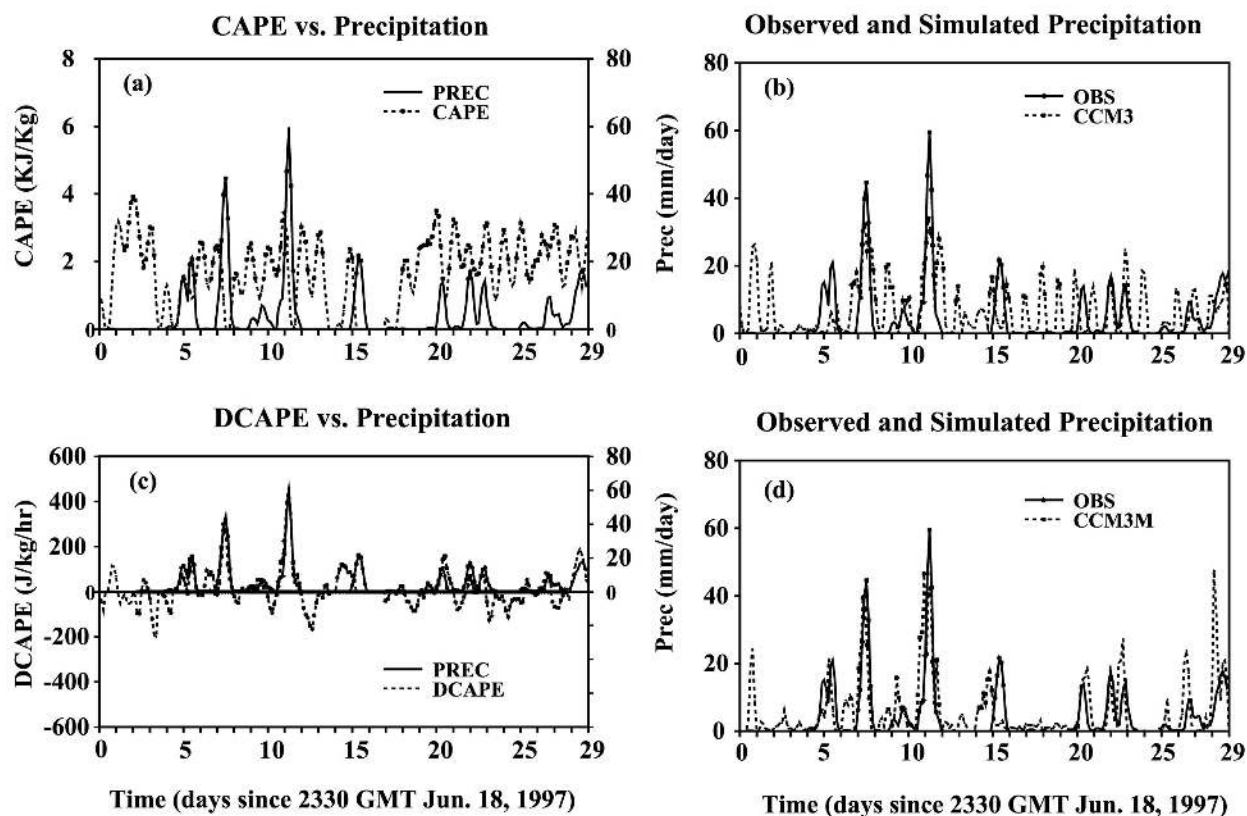 CAPE vs. Precipitation
8
6
4
2
0
CAPE (KJ/Kg)
80
60
40
20
0
(a)
PREC
CAPE
0 5 10 15 20 25 29
Observed and Simulated Precipitation
80
60
40
20
0
Prec (mm/day)
(b)
OBS
CCM3
0 5 10 15 20 25 29
DCAPE vs. Precipitation
600
400
200
0
-200
-400
-600
DCAPE (J/kg/hr)
80
60
40
20
0
(c)
PREC
DCAPE
0 5 10 15 20 25 29
Time (days since 2330 GMT Jun. 18, 1997)
Observed and Simulated Precipitation
80
60
40
20
0
Prec (mm/day)
(d)
OBS
CCM3M
0 5 10 15 20 25 29
Time (days since 2330 GMT Jun. 18, 1997)